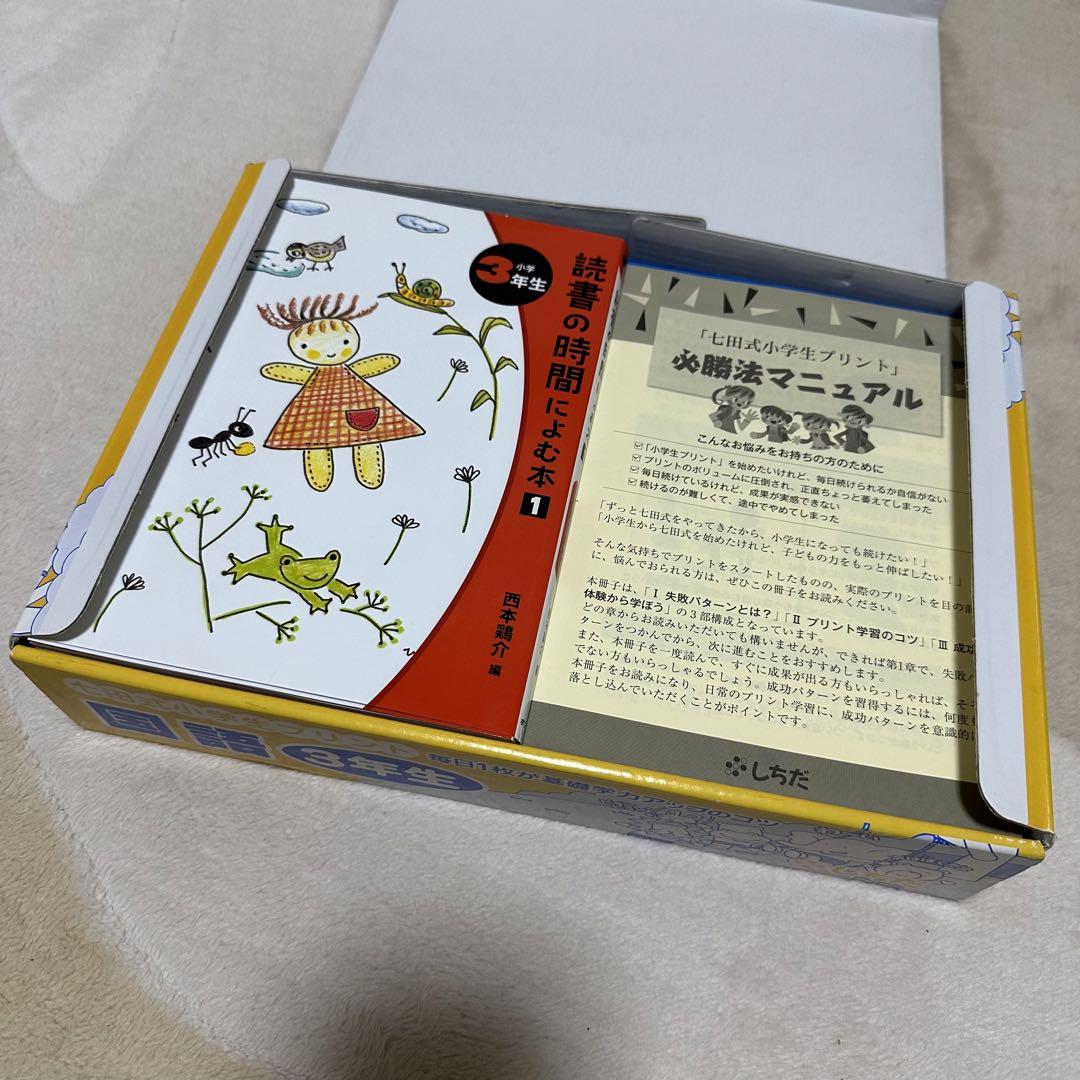 小学
3年生
読書の時間によむ本 1
西本鶏介 編
「七田式小学生プリント」
必勝法マニュアル
こんなお悩みをお持ちの方のために
「小学生プリント」を始めたいけれど、毎日続けられるか自信がない
プリントのボリュームに圧倒され、正直ちょっと萎えてしまった
毎日続けているけれど、成果が実感できない
続けるのが難しくて、途中でやめてしまった
「ずっと七田式をやってきたから、小学生になっても続けたい！」
「小学生から七田式を始めたけれど、子どもの力をもっと伸ばしたい！」
そんな気持ちでプリントをスタートしたものの、実際のプリントを目の前
に、悩んでおられる方は、ぜひこの冊子をお読みください。
本冊子は、「Ⅰ 失敗パターンとは？」「Ⅱ プリント学習のコツ」「Ⅲ 成功
体験から学ぼう」の3部構成となっています。
どの章からお読みいただいても構いませんが、できれば第1章で、失敗パ
ターンをつかんでから、次に進むことをおすすめします。
また、本冊子を一度読んで、すぐに成果が出る方もいらっしゃれば、そ
でない方もいらっしゃるでしょう。成功パターンを習得するには、何度も
本冊子をお読みになり、日常のプリント学習に、成功パターンを意識的に
落とし込んでいただくことがポイントです。
しちだ
プリント
国語 3年生
毎日1枚が基礎学力アップのコツ